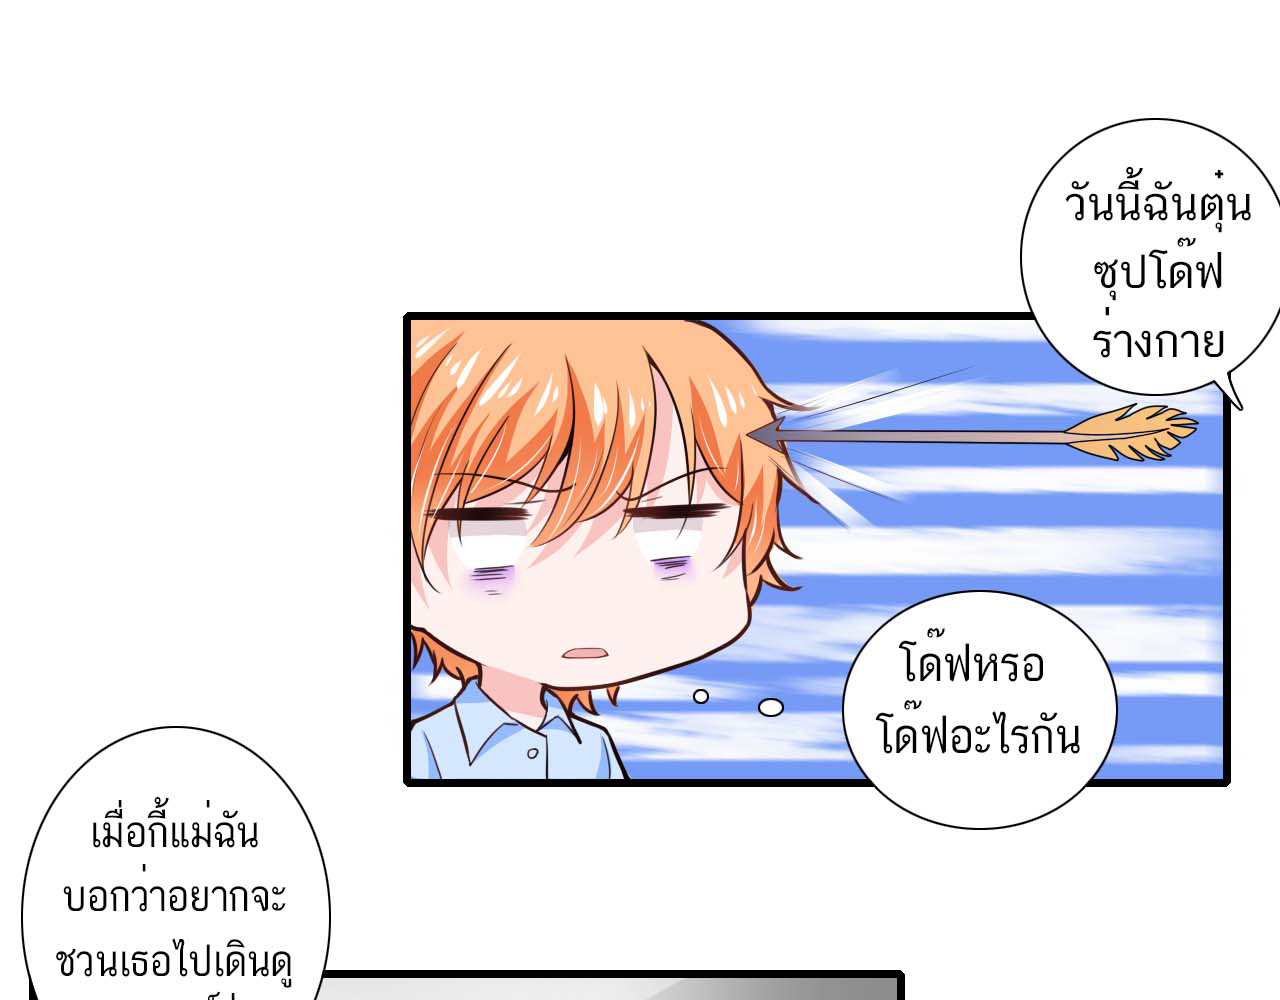 วันนี้ฉันตุ๋น
ซุปโด๊ฟ
ร่างกาย
โด๊ฟหรอ
โด๊ฟอะไรกัน
เมื่อกี้แม่ฉัน
บอกว่าอยากจะ
ชวนเธอไปเดินดู